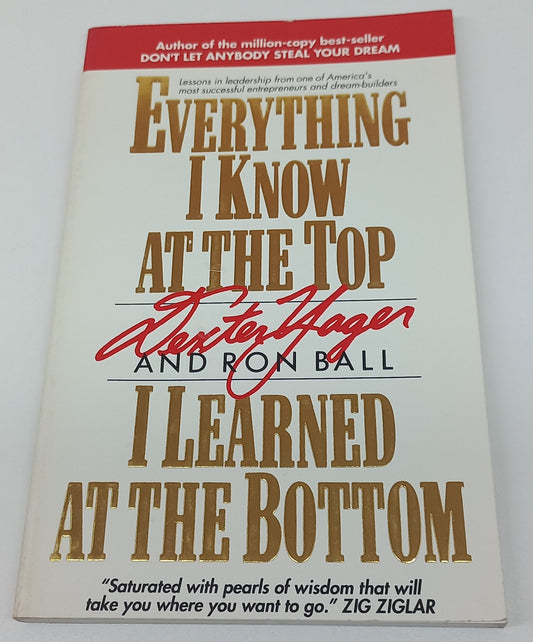 Author of the million-copy best-seller
DON'T LET ANYBODY STEAL YOUR DREAM
Lessons in leadership from one of America's
most successful entrepreneurs and dream-builders
EVERYTHING
I KNOW
AT THE TOP
Dexter Yager
AND RON BALL
I LEARNED
AT THE BOTTOM
"Saturated with pearls of wisdom that will
take you where you want to go." ZIG ZIGLAR